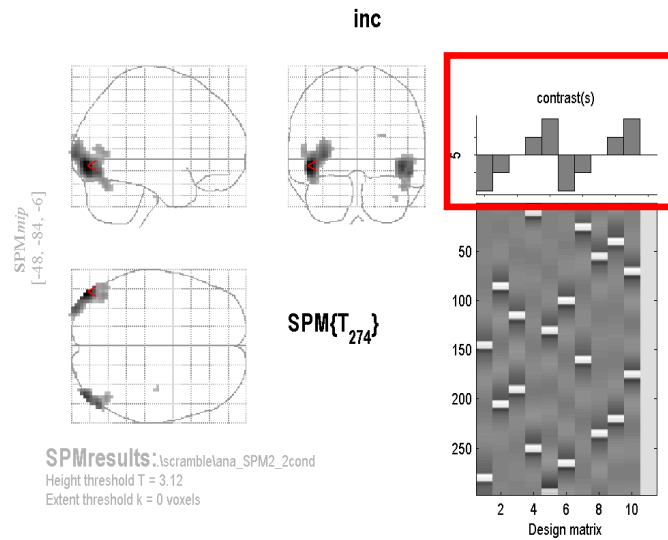 inc
contrast(s)
5
SPMmip
[-48, -84, -6]
<
<
<
SPM{T274}
50
100
150
200
250
2 4 6 8 10
Design matrix
SPMresults: .\scramble\ana_SPM2_2cond
Height threshold T = 3.12
Extent threshold k = 0 voxels